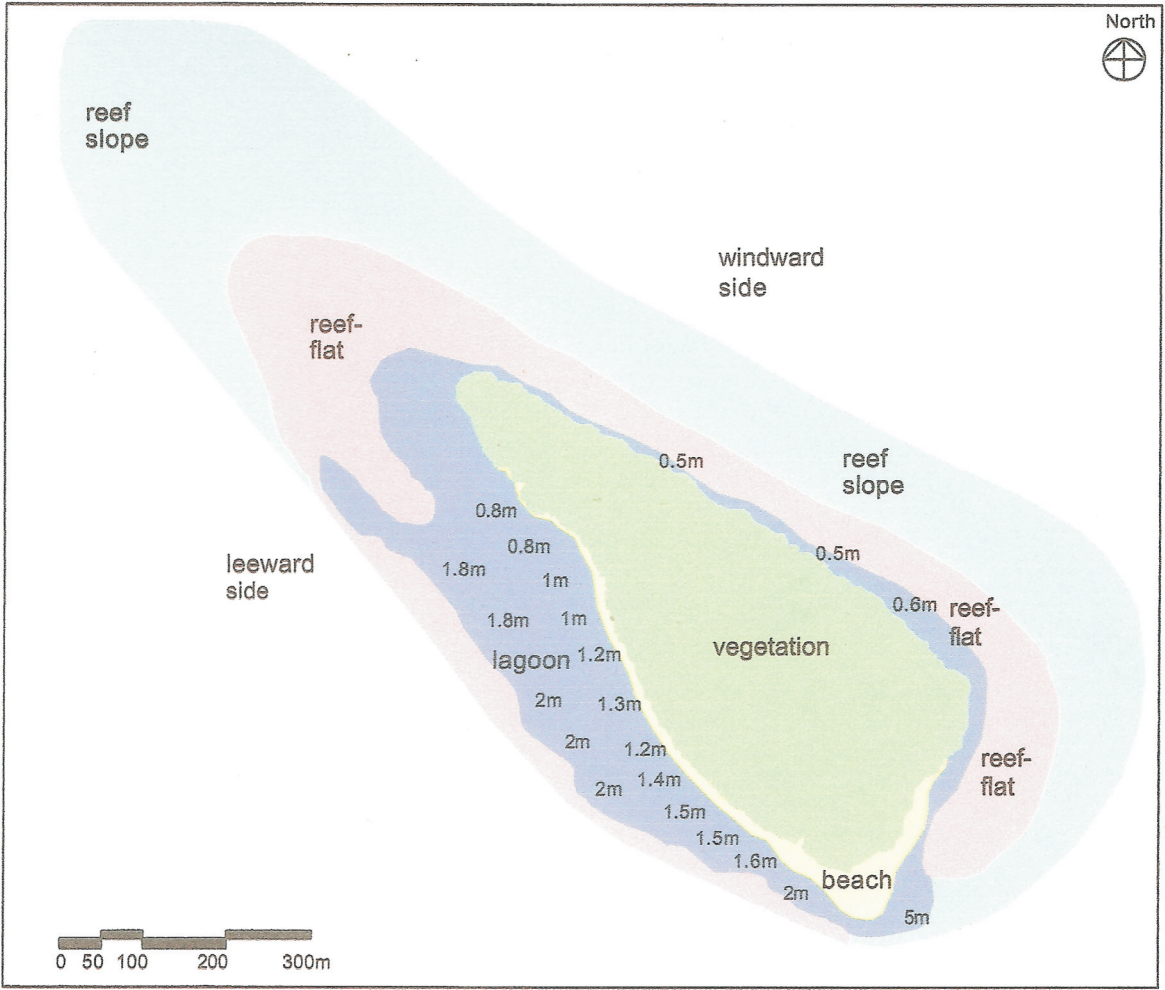 North
reef
slope
windward
side
reef-
flat
0.5m
reef
slope
0.8m
0.8m
0.5m
leeward
side
1.8m
1m
0.6m
reef-
flat
1.8m
1m
lagoon
1.2m
vegetation
2m
1.3m
2m
1.2m
reef-
flat
2m
1.4m
1.5m
1.5m
1.6m
beach
2m
5m
0 50 100 200 300m